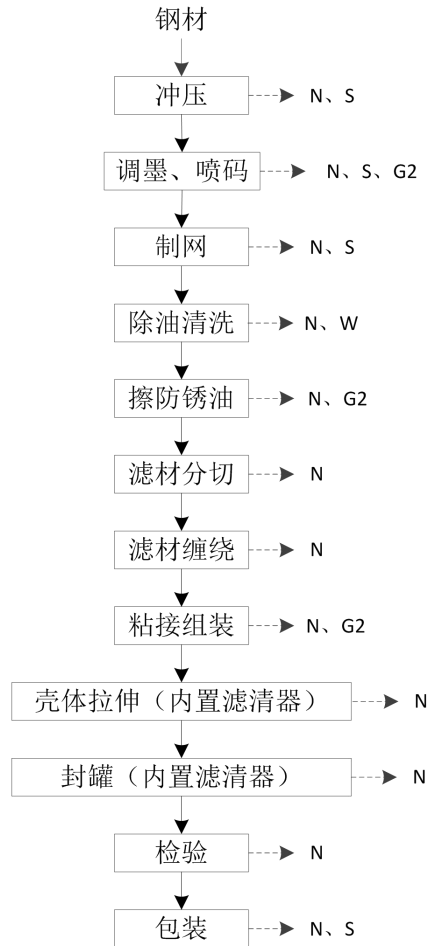 钢材
冲压 N、S
调墨、喷码 N、S、G2
制网 N、S
除油清洗 N、W
擦防锈油 N、G2
滤材分切 N
滤材缠绕 N
粘接组装 N、G2
壳体拉伸（内置滤清器） N
封罐（内置滤清器） N
检验 N
包装 N、S